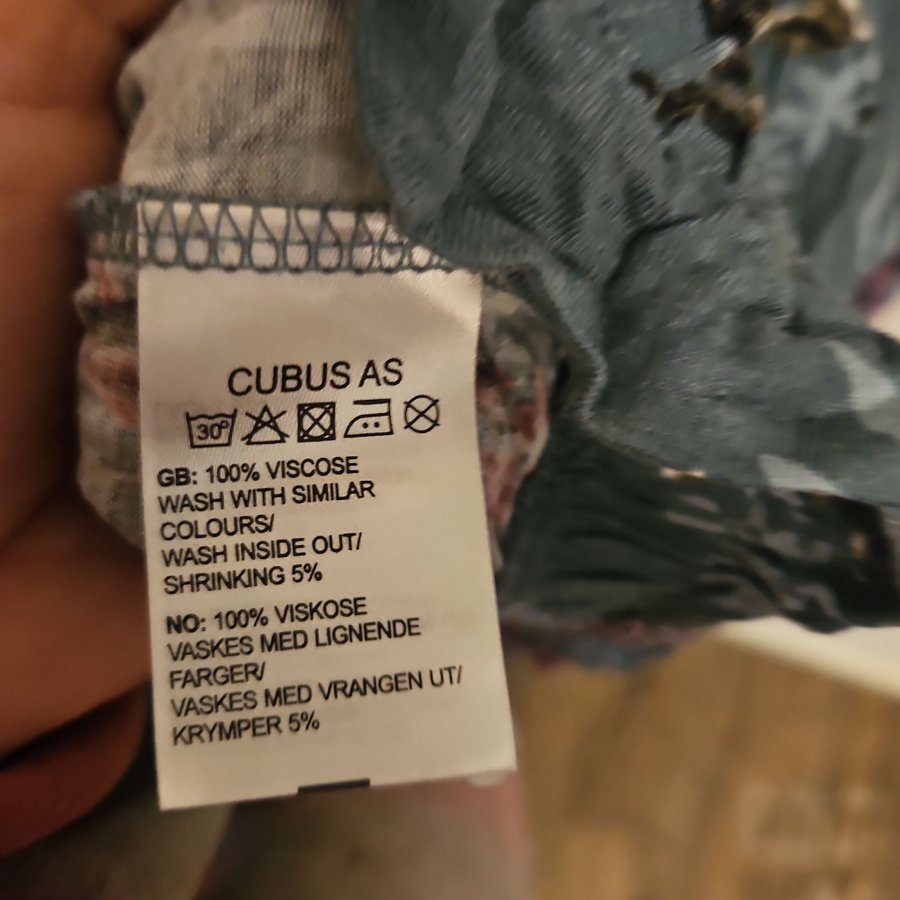 CUBUS AS
30°
GB: 100% VISCOSE
WASH WITH SIMILAR
COLOURS/
WASH INSIDE OUT/
SHRINKING 5%
NO: 100% VISKOSE
VASKES MED LIGNENDE
FARGER/
VASKES MED VRANGEN UT/
KRYMPER 5%